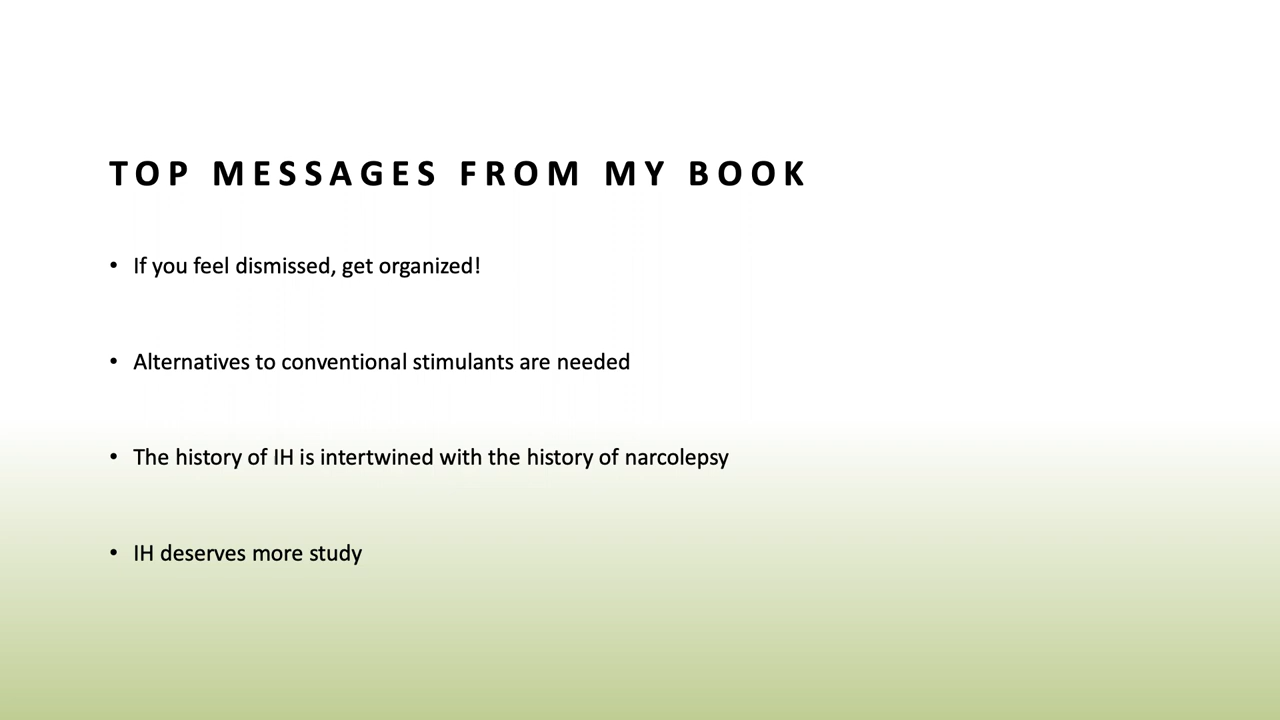 TOP MESSAGES FROM MY BOOK
• If you feel dismissed, get organized!
• Alternatives to conventional stimulants are needed
• The history of IH is intertwined with the history of narcolepsy
• IH deserves more study